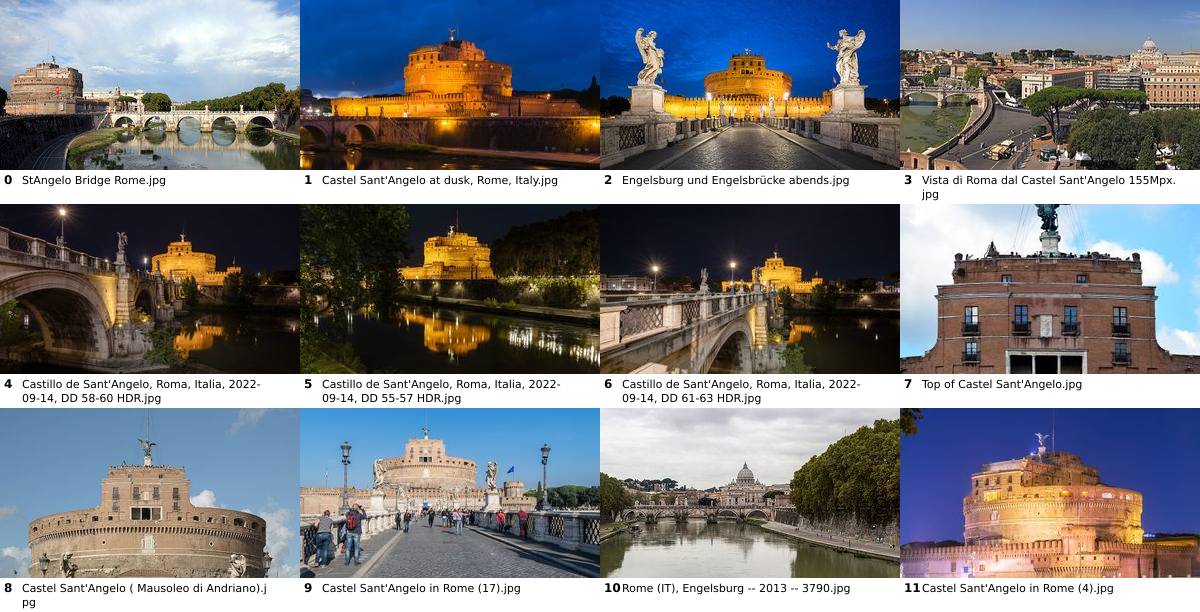 0 StAngelo Bridge Rome.jpg
1 Castel Sant'Angelo at dusk, Rome, Italy.jpg
2 Engelsburg und Engelsbrücke abends.jpg
3 Vista di Roma dal Castel Sant'Angelo 155Mpx.
jpg
4 Castillo de Sant'Angelo, Roma, Italia, 2022-
09-14, DD 58-60 HDR.jpg
5 Castillo de Sant'Angelo, Roma, Italia, 2022-
09-14, DD 55-57 HDR.jpg
6 Castillo de Sant'Angelo, Roma, Italia, 2022-
09-14, DD 61-63 HDR.jpg
7 Top of Castel Sant'Angelo.jpg
8 Castel Sant'Angelo ( Mausoleo di Andriano).j
pg
9 Castel Sant'Angelo in Rome (17).jpg
10 Rome (IT), Engelsburg -- 2013 -- 3790.jpg
11 Castel Sant'Angelo in Rome (4).jpg